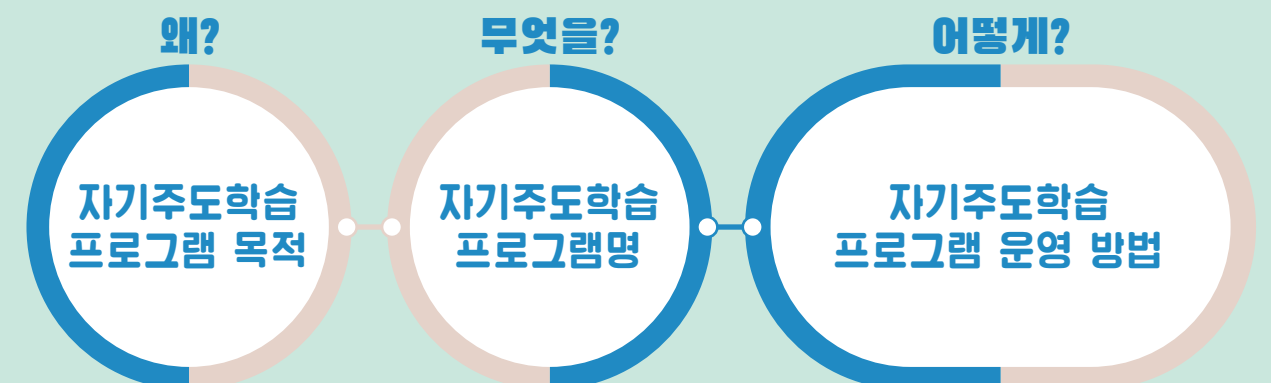 왜?
무엇을?
어떻게?
자기주도학습
프로그램 목적
자기주도학습
프로그램명
자기주도학습
프로그램 운영 방법